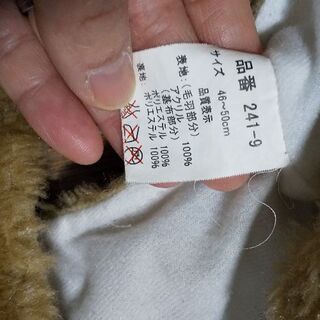 品番 241-9
サイズ 46~50cm
品質表示
表地:(毛羽部分)
アクリル 100%
(基布部分)
ポリエステル 100%
裏地 ポリエステル 100%